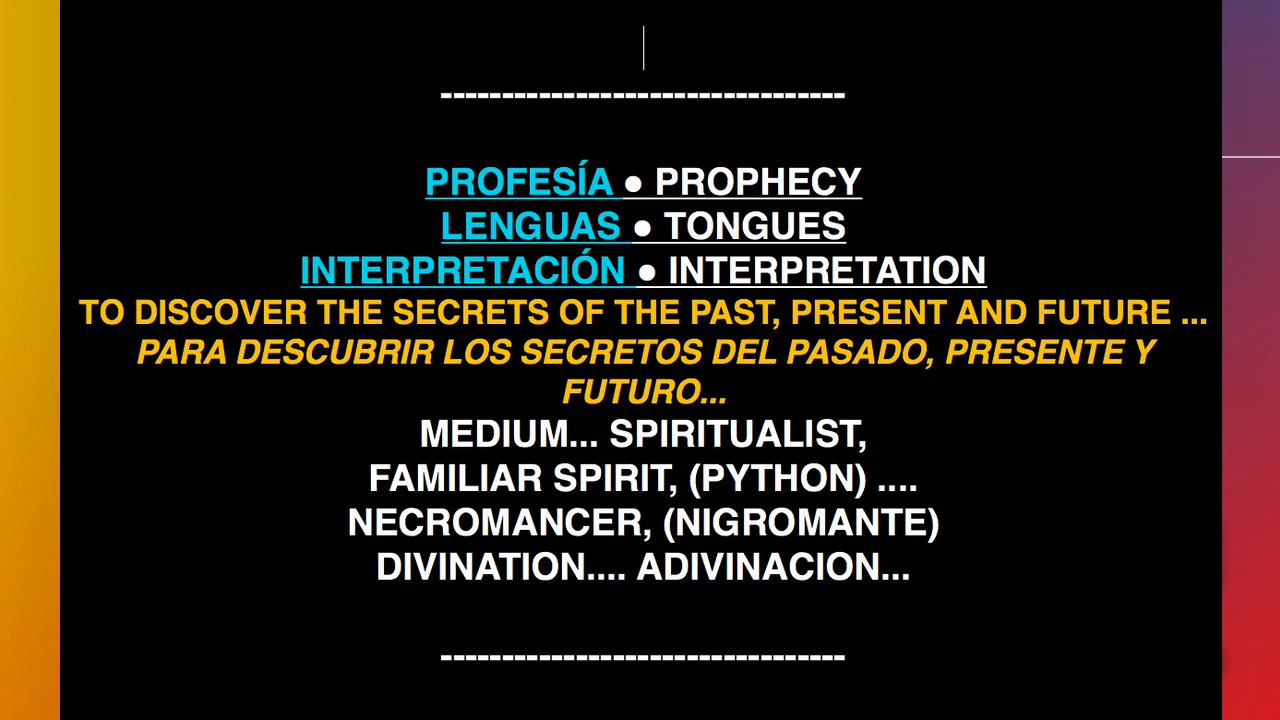 --------------------------------
PROFESÍA ● PROPHECY
LENGUAS ● TONGUES
INTERPRETACIÓN ● INTERPRETATION
TO DISCOVER THE SECRETS OF THE PAST, PRESENT AND FUTURE ...
PARA DESCUBRIR LOS SECRETOS DEL PASADO, PRESENTE Y
FUTURO...
MEDIUM... SPIRITUALIST,
FAMILIAR SPIRIT, (PYTHON) ....
NECROMANCER, (NIGROMANTE)
DIVINATION.... ADIVINACION...
--------------------------------